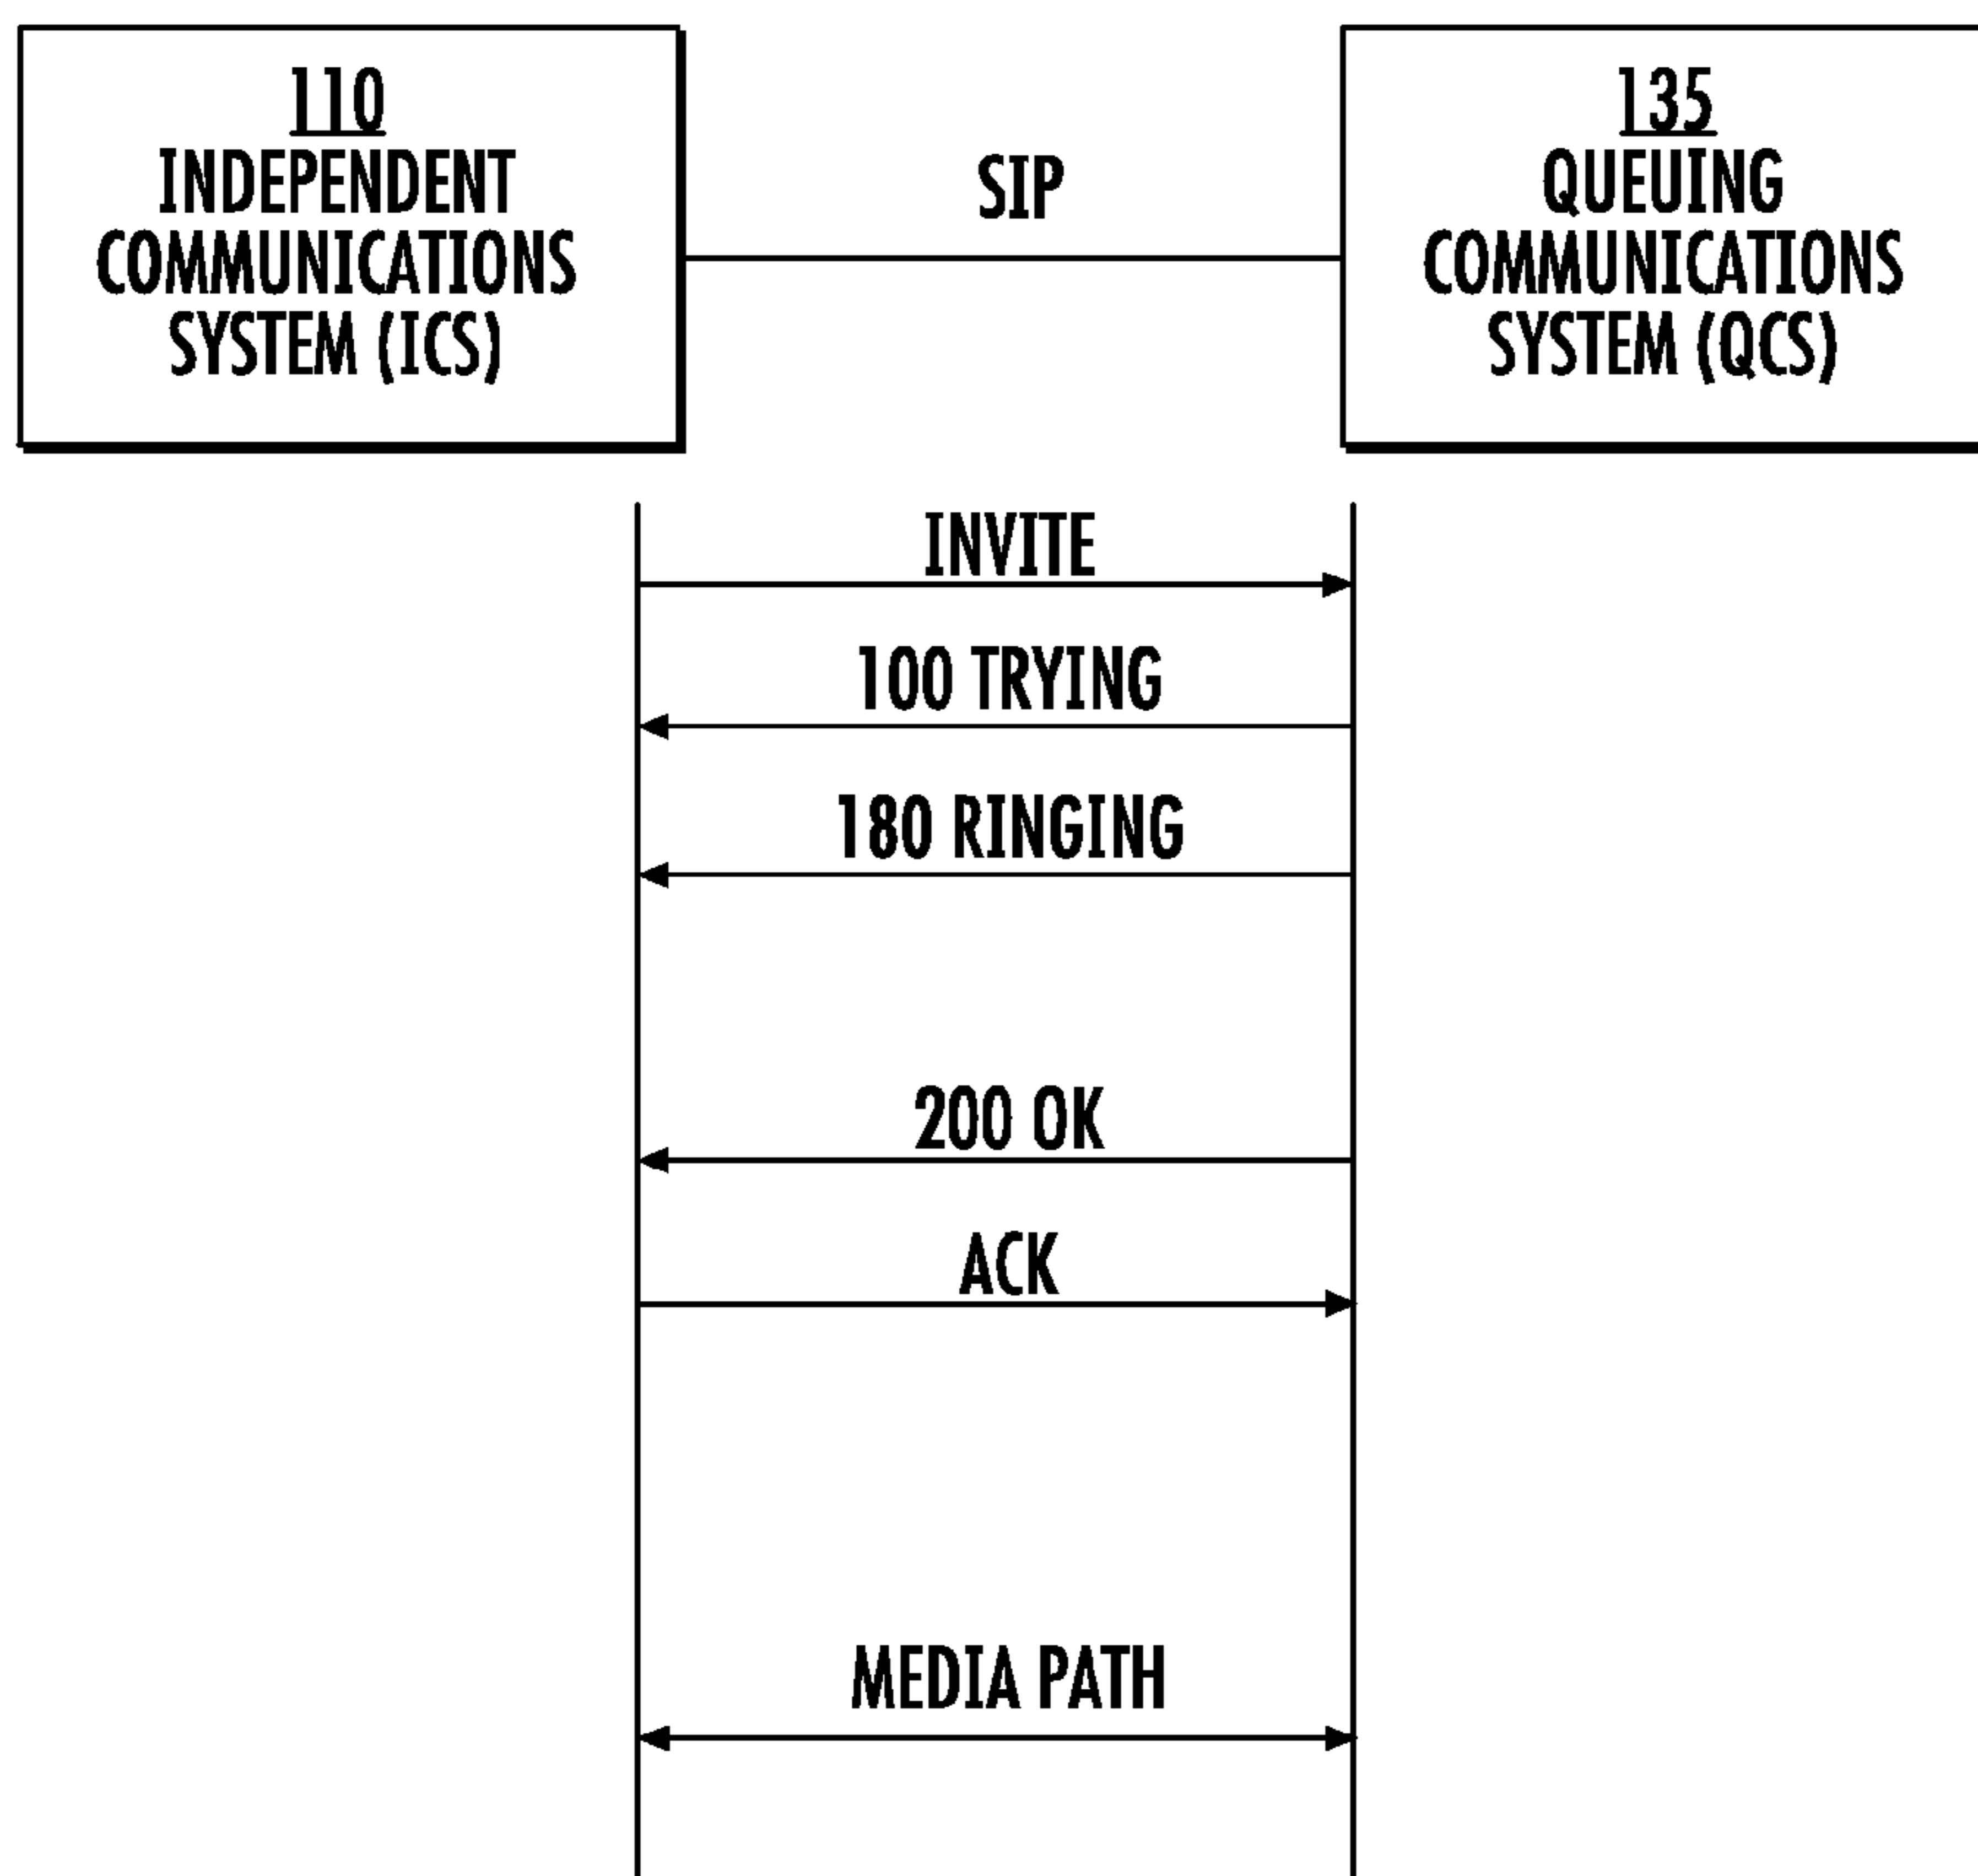 110
INDEPENDENT
COMMUNICATIONS
SYSTEM (ICS)
SIP
135
QUEUING
COMMUNICATIONS
SYSTEM (QCS)
INVITE
100 TRYING
180 RINGING
200 OK
ACK
MEDIA PATH